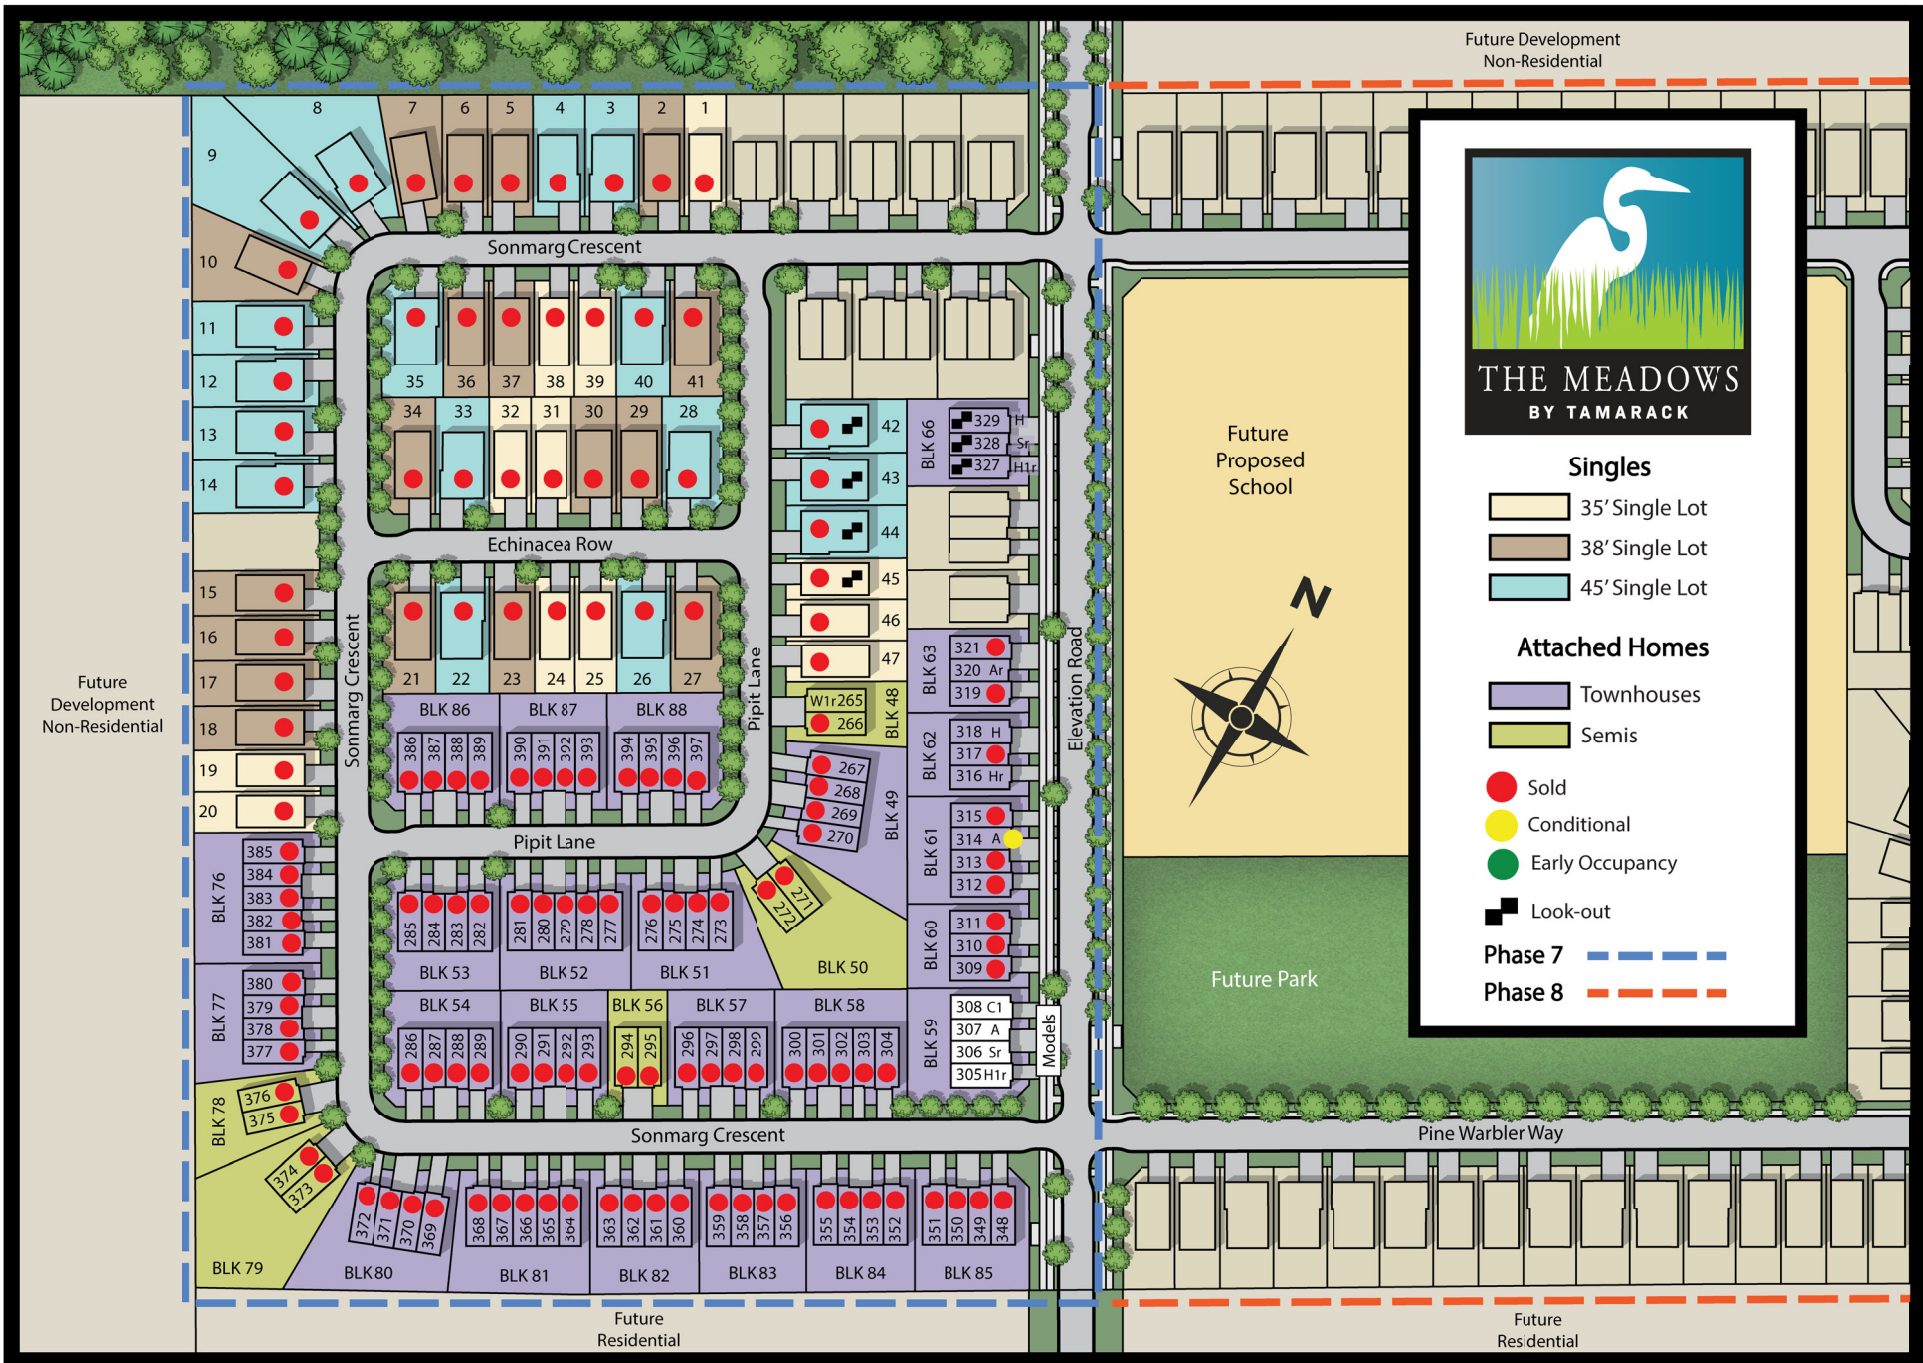 Future Development
Non-Residential
8
7
6
5
4
3
2
1
9
10
Sonmarg Crescent
11
12
13
14
35
36
37
38
39
40
41
34
33
32
31
30
29
28
Echinacea Row
42
43
44
45
46
47
BLK 66
329 H
328 Sr
327 H1r
Future
Proposed
School
15
16
17
18
19
20
Sonmarg Crescent
21
22
23
24
25
26
27
Pipit Lane
Elevation Road
N
Future
Development
Non-Residential
BLK 86
BLK 87
BLK 88
386
387
388
389
390
391
392
393
394
395
396
397
W1r 265
266
BLK 48
BLK 63
321
320 Ar
319
BLK 62
318 H
317
316 Hr
267
268
269
270
BLK 49
BLK 61
315
314 A
313
312
Pipit Lane
BLK 76
385
384
383
382
381
285
284
283
282
281
280
279
278
277
276
275
274
273
271
272
BLK 53
BLK 52
BLK 51
BLK 50
BLK 60
311
310
309
Future Park
BLK 77
380
379
378
377
BLK 54
BLK 55
BLK 56
BLK 57
BLK 58
286
287
288
289
290
291
292
293
294
295
296
297
298
299
300
301
302
303
304
BLK 59
308 C1
307 A
306 Sr
305 H1r
Models
BLK 78
376
375
Sonmarg Crescent
Pine Warbler Way
374
373
BLK 79
372
371
370
369
368
367
366
365
364
363
362
361
360
359
358
357
356
355
354
353
352
351
350
349
348
BLK80
BLK 81
BLK 82
BLK83
BLK 84
BLK 85
Future
Residential
Future
Residential
THE MEADOWS
BY TAMARACK
Singles
35' Single Lot
38' Single Lot
45' Single Lot
Attached Homes
Townhouses
Semis
Sold
Conditional
Early Occupancy
Look-out
Phase 7
Phase 8